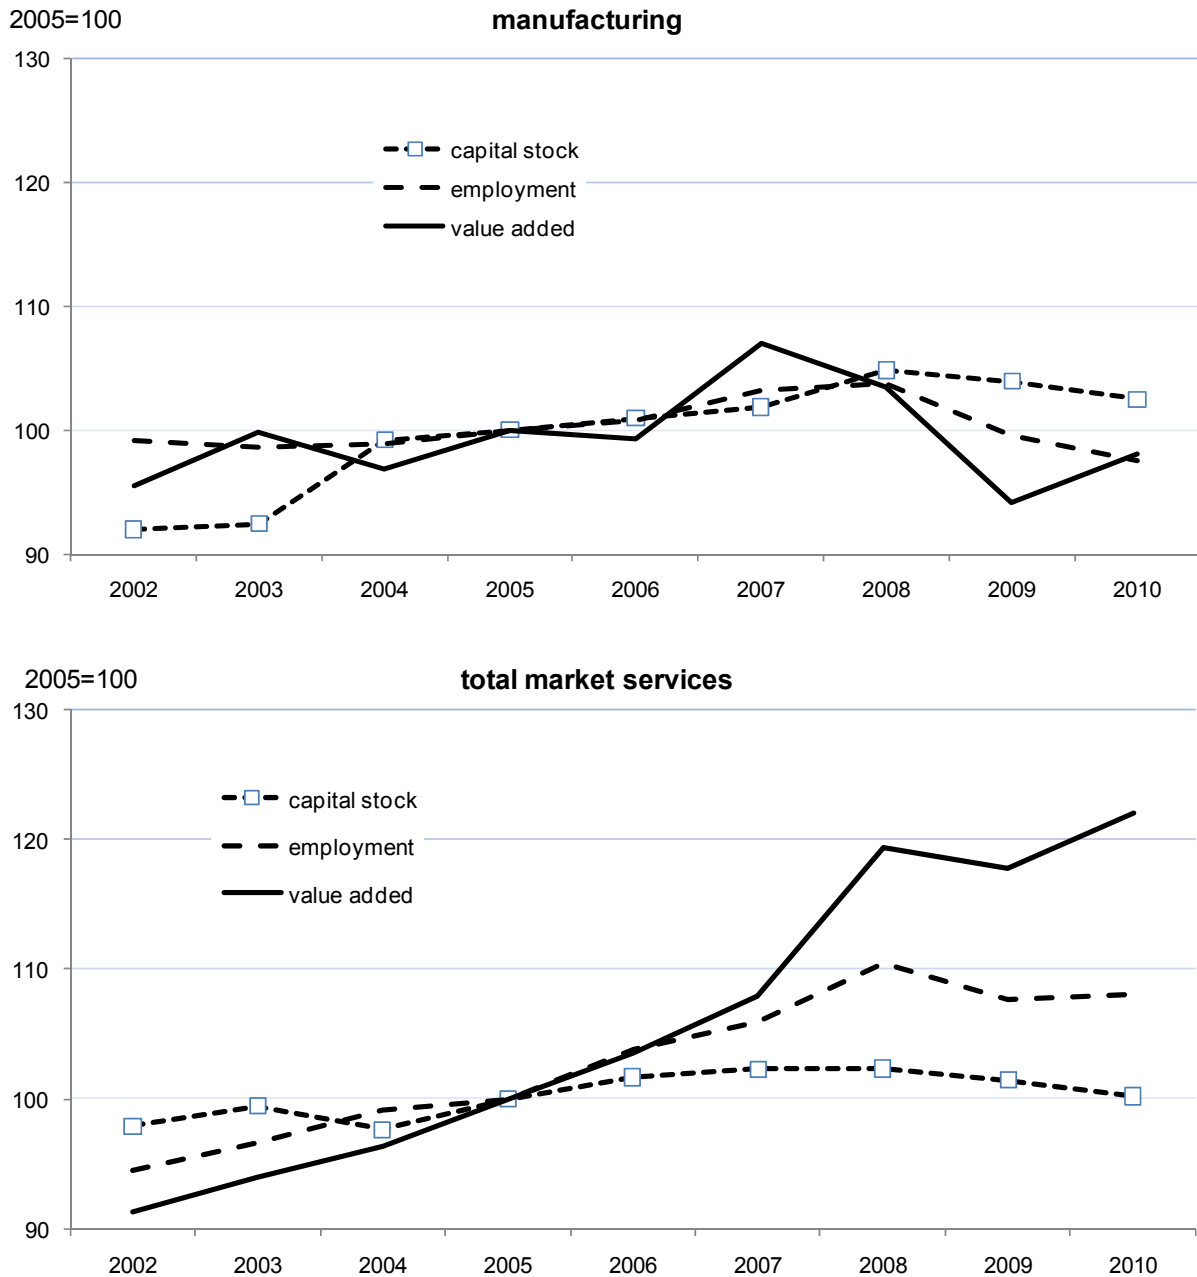 2005=100 manufacturing
130
capital stock
120 employment
value added
110
100
90
2002 2003 2004 2005 2006 2007 2008 2009 2010
2005=100 total market services
130
capital stock
120 employment
value added
110
100
90
2002 2003 2004 2005 2006 2007 2008 2009 2010